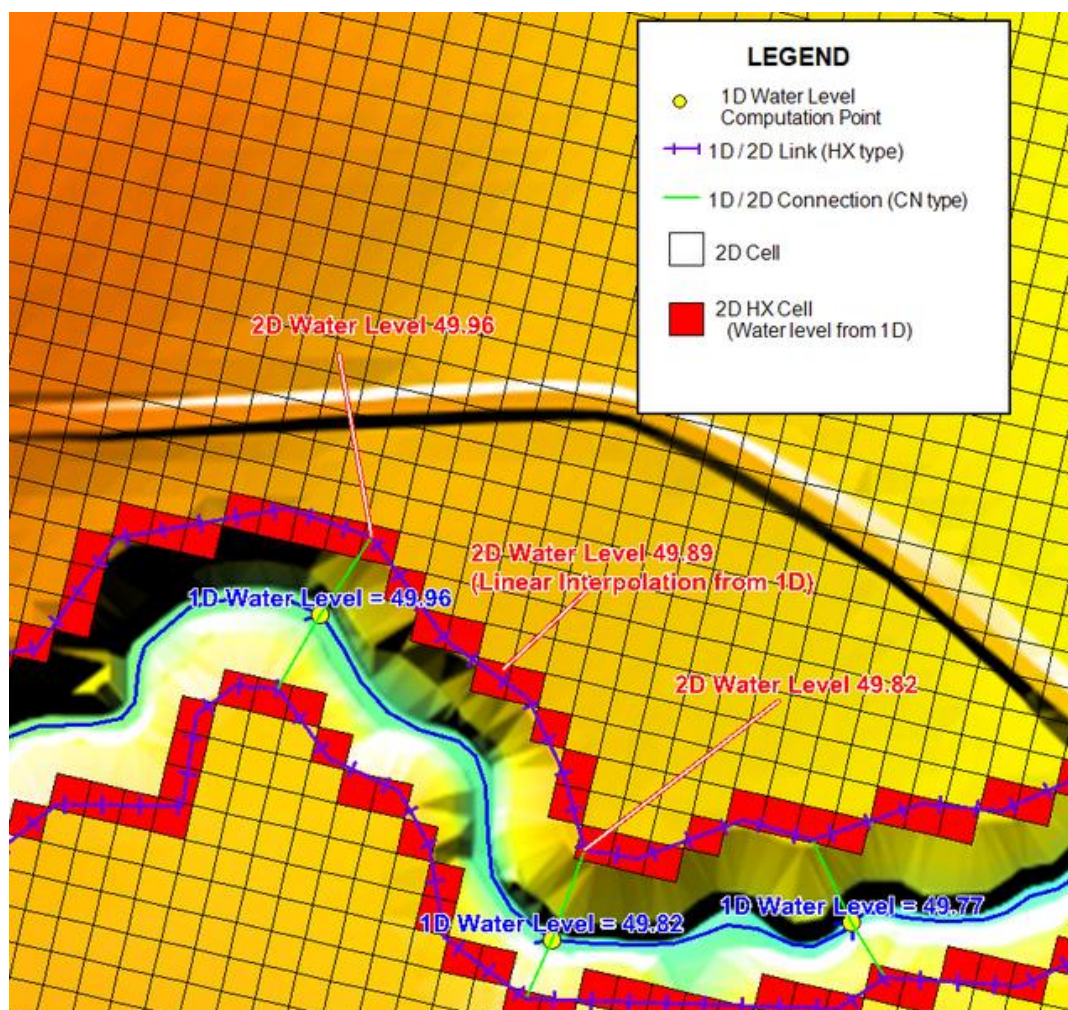 LEGEND
1D Water Level
Computation Point
1D / 2D Link (HX type)
1D / 2D Connection (CN type)
2D Cell
2D HX Cell
(Water level from 1D)
2D Water Level 49.96
2D Water Level 49.89
(Linear Interpolation from 1D)
1D Water Level = 49.96
2D Water Level 49.82
1D Water Level = 49.82
1D Water Level = 49.77